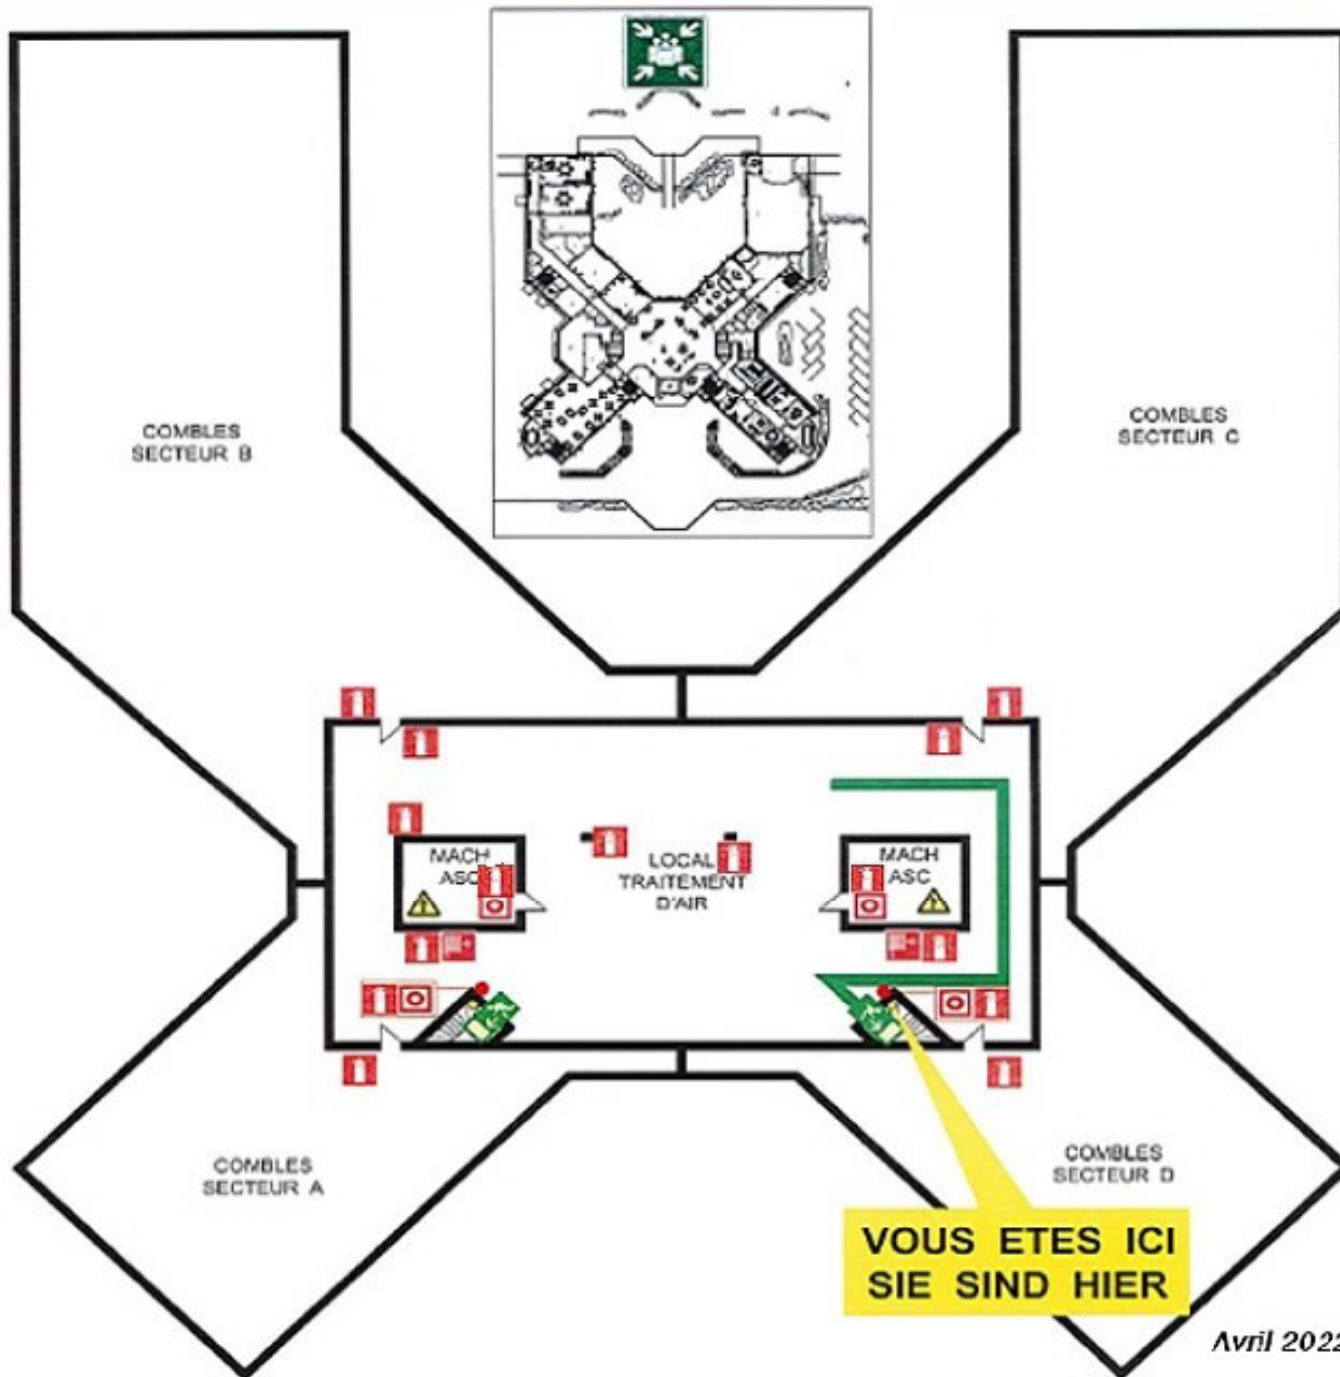 COMBLES
SECTEUR B
COMBLES
SECTEUR C
MACH
ASC
LOCAL
TRAITEMENT
D'AIR
MACH
ASC
COMBLES
SECTEUR A
COMBLES
SECTEUR D
VOUS ETES ICI
SIE SIND HIER
Avril 2022